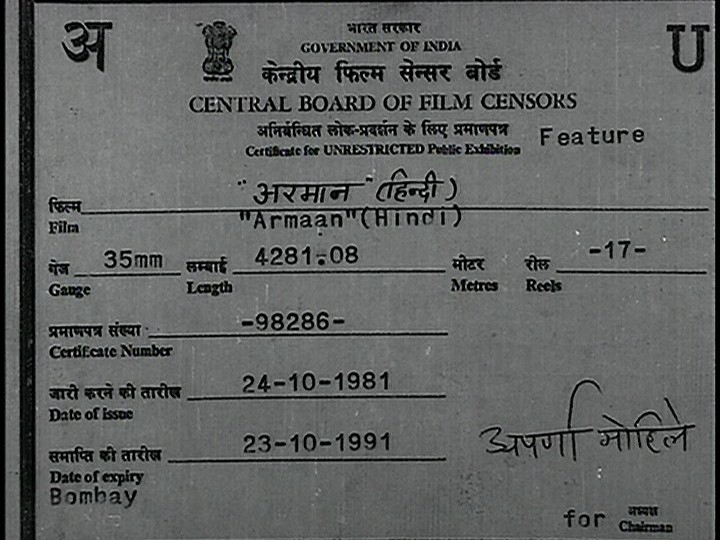 अ
भारत सरकार
U
GOVERNMENT OF INDIA
केन्द्रीय फिल्म सेन्सर बोर्ड
CENTRAL BOARD OF FILM CENSORS
अनिर्बन्धित लोक-प्रदर्शन के लिए प्रमाणपत्र
Certificate for UNRESTRICTED Public Exhibition
Feature
फिल्म "अरमान" (हिन्दी)
Film "Armaan"(Hindi)
गेज 35mm लम्बाई 4281.08 मीटर रील -17-
Gauge Length Metres Reels
प्रमाणपत्र संख्या -98286-
Certificate Number
जारी करने की तारीख 24-10-1981
Date of issue
समाप्ति की तारीख 23-10-1991
Date of expiry
Bombay
अपर्णा मोहिले
for अध्यक्ष
Chairman